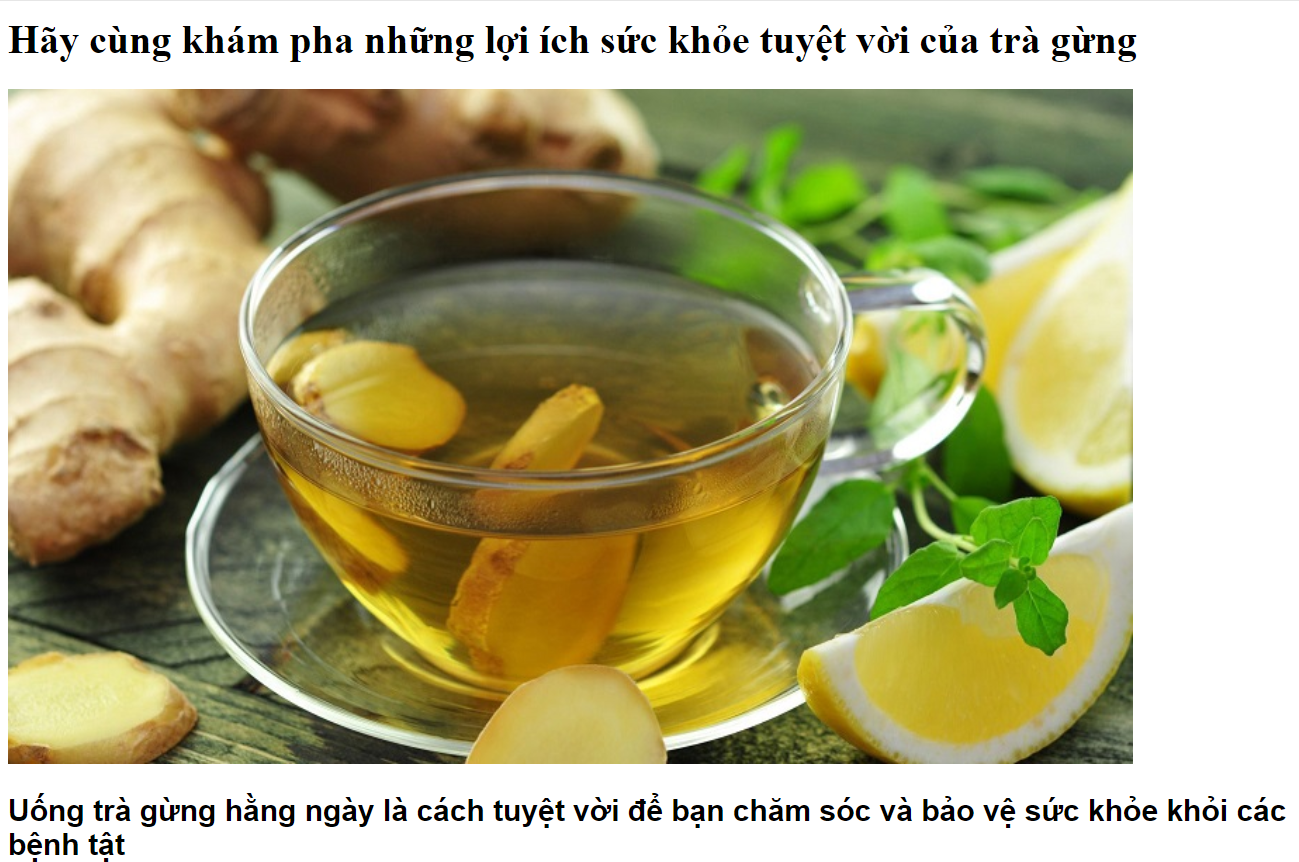 Hãy cùng khám pha những lợi ích sức khỏe tuyệt vời của trà gừng
Uống trà gừng hằng ngày là cách tuyệt vời để bạn chăm sóc và bảo vệ sức khỏe khỏi các
bệnh tật